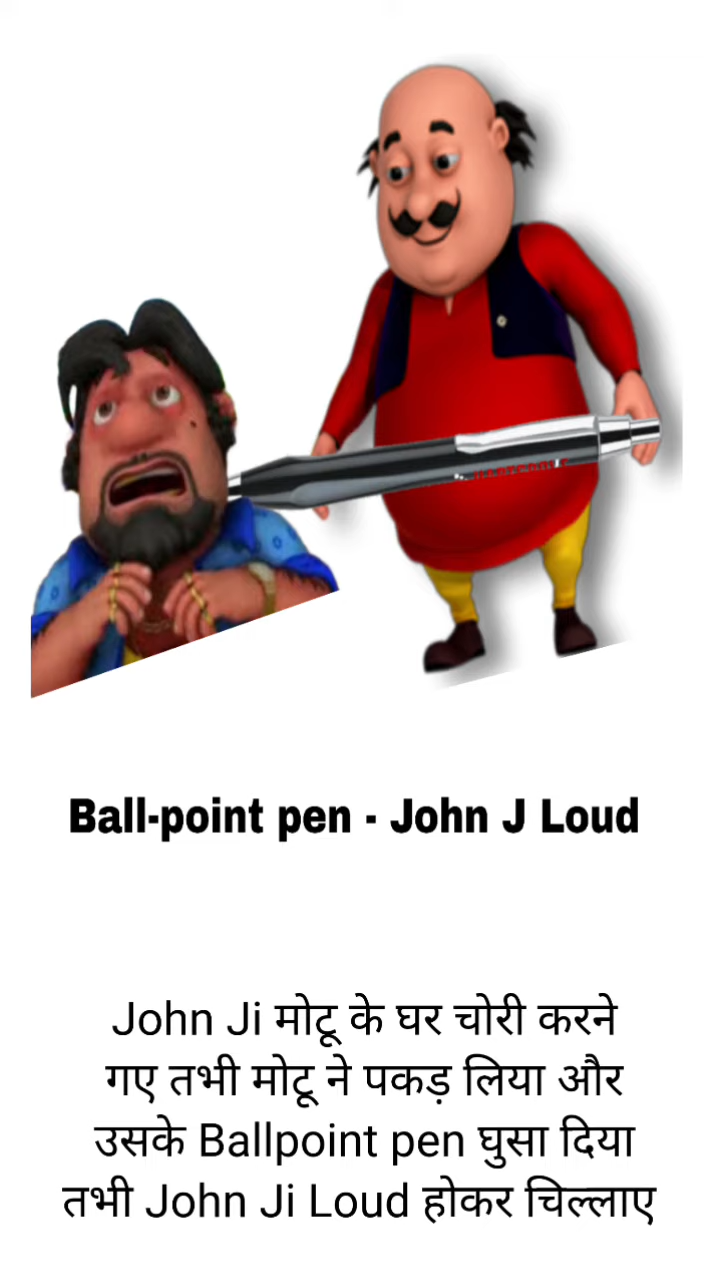 Ball-point pen - John J Loud
John Ji मोटू के घर चोरी करने
गए तभी मोटू ने पकड़ लिया और
उसके Ballpoint pen घुसा दिया
तभी John Ji Loud होकर चिल्लाए